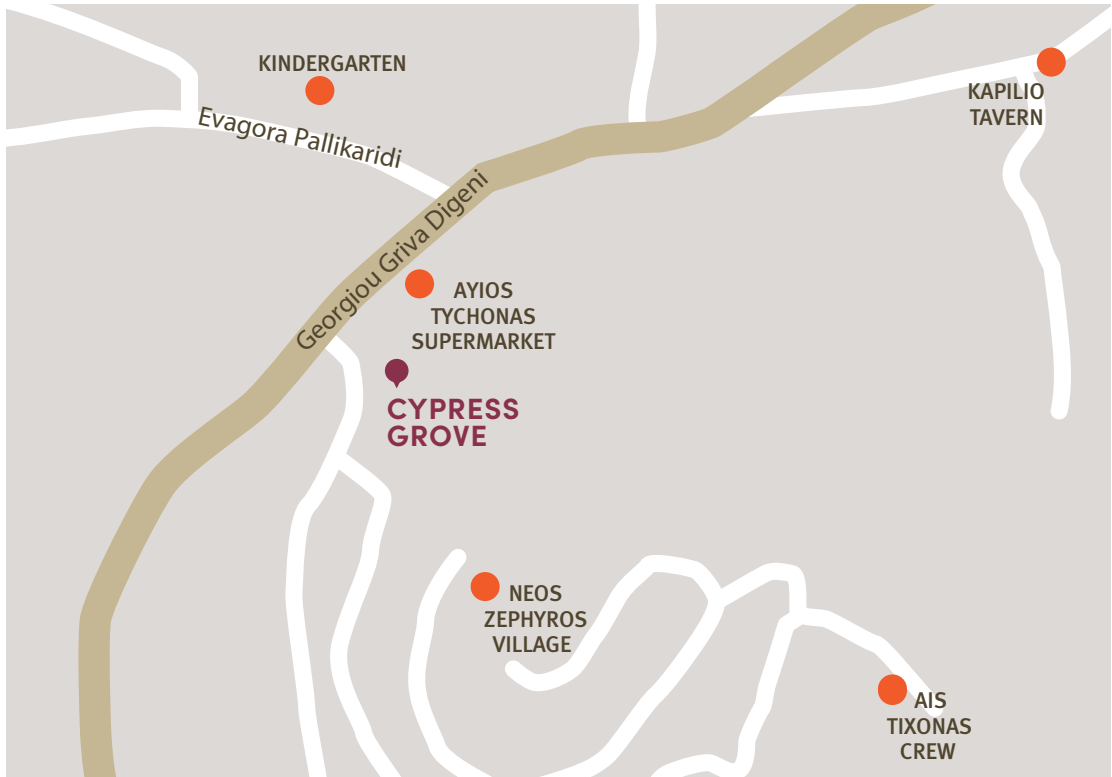 KINDERGARTEN
KAPILIO
TAVERN
Evagora Pallikaridi
Georgiou Griva Digeni
AYIOS
TYCHONAS
SUPERMARKET
CYPRESS
GROVE
NEOS
ZEPHYROS
VILLAGE
AIS
TIXONAS
CREW